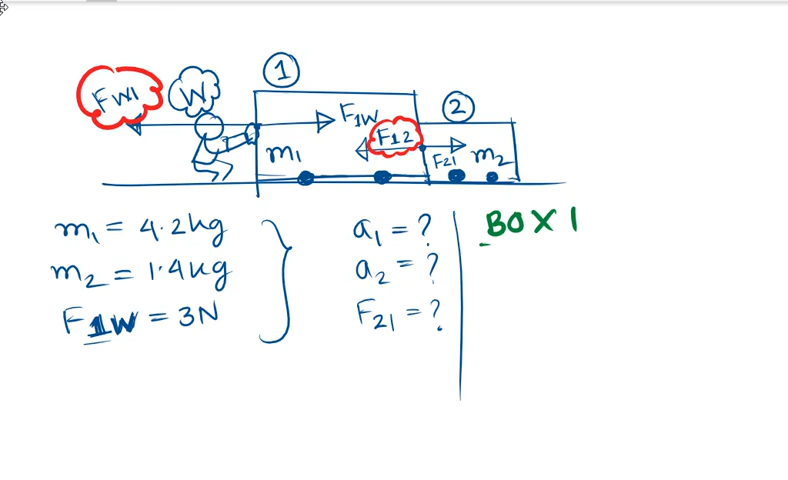 1
FW1 W
F1W
2
F12
m1
F21 m2
m1 = 4.2kg
m2 = 1.4kg
F1W = 3N
a1 = ?
a2 = ?
F21 = ?
BOX 1